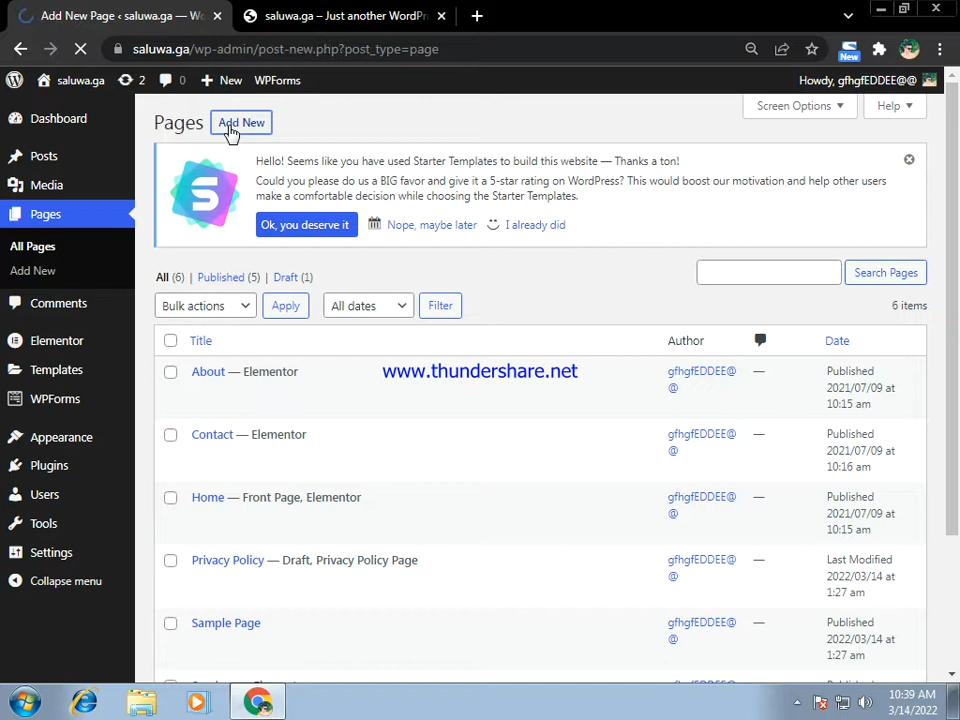 Add New Page ‹ saluwa.ga — Wo
saluwa.ga – Just another WordPr
saluwa.ga/wp-admin/post-new.php?post_type=page
New
saluwa.ga
2
0
New
WPForms
Howdy, gfhgfEDDEE@@
Dashboard
Posts
Media
Pages
All Pages
Add New
Comments
Elementor
Templates
WPForms
Appearance
Plugins
Users
Tools
Settings
Collapse menu
Pages
Add New
Screen Options
Help
Hello! Seems like you have used Starter Templates to build this website — Thanks a ton!
Could you please do us a BIG favor and give it a 5-star rating on WordPress? This would boost our motivation and help other users
make a comfortable decision while choosing the Starter Templates.
Ok, you deserve it
Nope, maybe later
I already did
All (6) | Published (5) | Draft (1)
Search Pages
Bulk actions
Apply
All dates
Filter
6 items
Title
Author
Date
www.thundershare.net
About — Elementor
gfhgfEDDEE@
@
—
Published
2021/07/09 at
10:15 am
Contact — Elementor
gfhgfEDDEE@
@
—
Published
2021/07/09 at
10:16 am
Home — Front Page, Elementor
gfhgfEDDEE@
@
—
Published
2021/07/09 at
10:15 am
Privacy Policy — Draft, Privacy Policy Page
gfhgfEDDEE@
@
—
Last Modified
2022/03/14 at
1:27 am
Sample Page
gfhgfEDDEE@
@
—
Published
2022/03/14 at
1:27 am
10:39 AM
3/14/2022